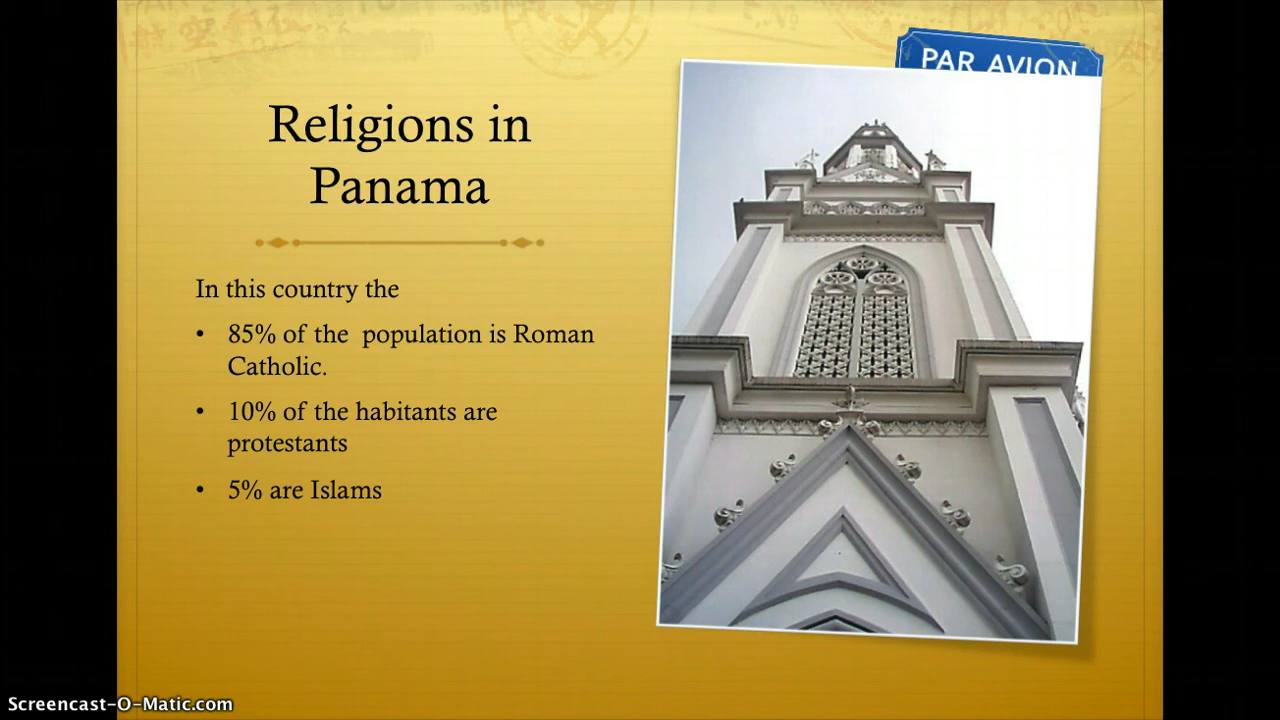 PAR AVION
Religions in
Panama
In this country the
• 85% of the  population is Roman
Catholic.
• 10% of the habitants are
protestants
• 5% are Islams
Screencast-O-Matic.com